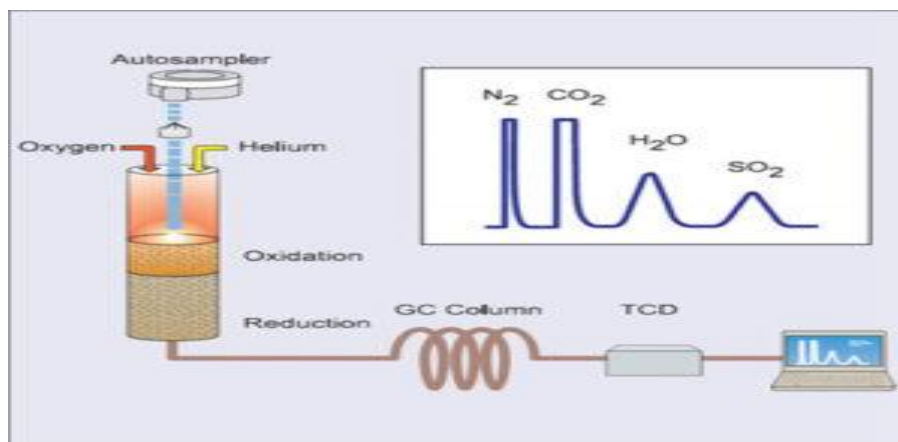 Autosampler
Oxygen
Helium
Oxidation
Reduction
GC Column
TCD
N₂
CO₂
H₂O
SO₂